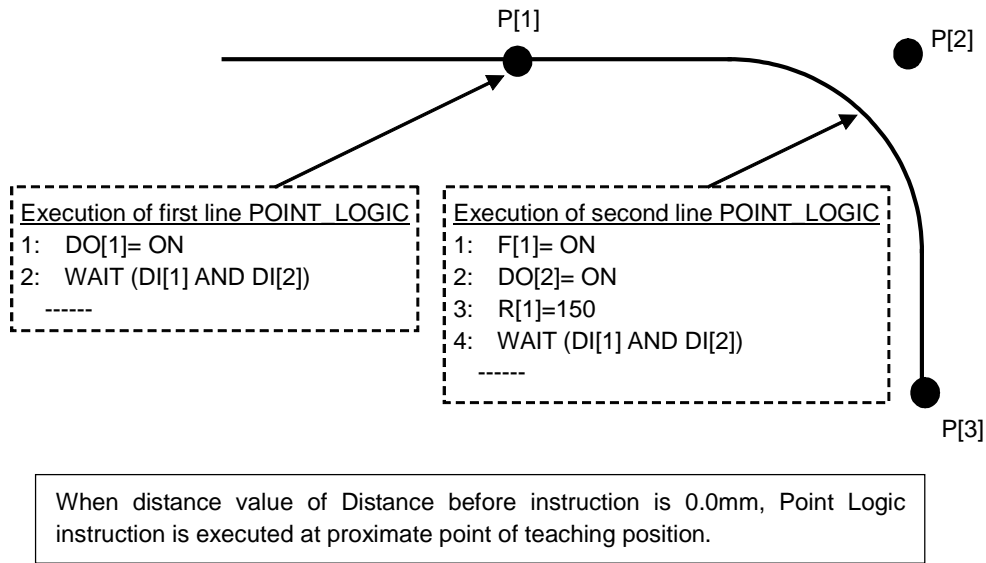 P[1]
P[2]
Execution of first line POINT_LOGIC
1: DO[1]= ON
2: WAIT (DI[1] AND DI[2])
------
Execution of second line POINT_LOGIC
1: F[1]= ON
2: DO[2]= ON
3: R[1]=150
4: WAIT (DI[1] AND DI[2])
------
P[3]
When distance value of Distance before instruction is 0.0mm, Point Logic
instruction is executed at proximate point of teaching position.